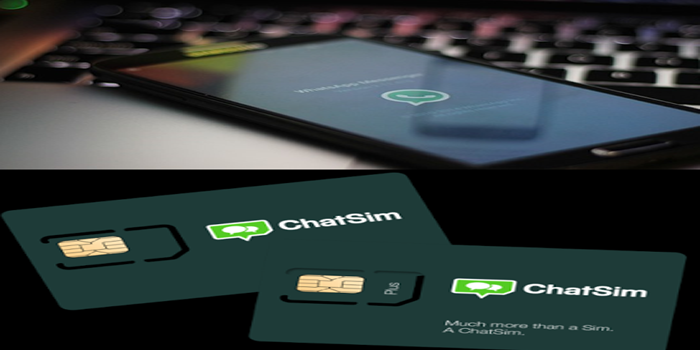 WhatsApp Messenger
ChatSim
Plus
ChatSim
Much more than a Sim.
A ChatSim.